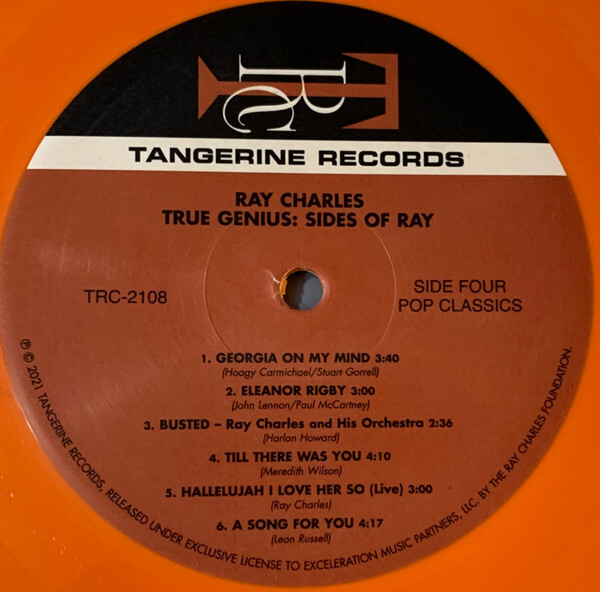 TANGERINE RECORDS
RAY CHARLES
TRUE GENIUS: SIDES OF RAY
TRC-2108
SIDE FOUR
POP CLASSICS
1. GEORGIA ON MY MIND 3:40
(Hoagy Carmichael/Stuart Gorrell)
2. ELEANOR RIGBY 3:00
(John Lennon/Paul McCartney)
3. BUSTED – Ray Charles and His Orchestra 2:36
(Harlan Howard)
4. TILL THERE WAS YOU 4:10
(Meredith Wilson)
5. HALLELUJAH I LOVE HER SO (Live) 3:00
(Ray Charles)
6. A SONG FOR YOU 4:17
(Leon Russell)
℗ © 2021 TANGERINE RECORDS, RELEASED UNDER EXCLUSIVE LICENSE TO EXCELERATION MUSIC PARTNERS, LLC. BY THE RAY CHARLES FOUNDATION.